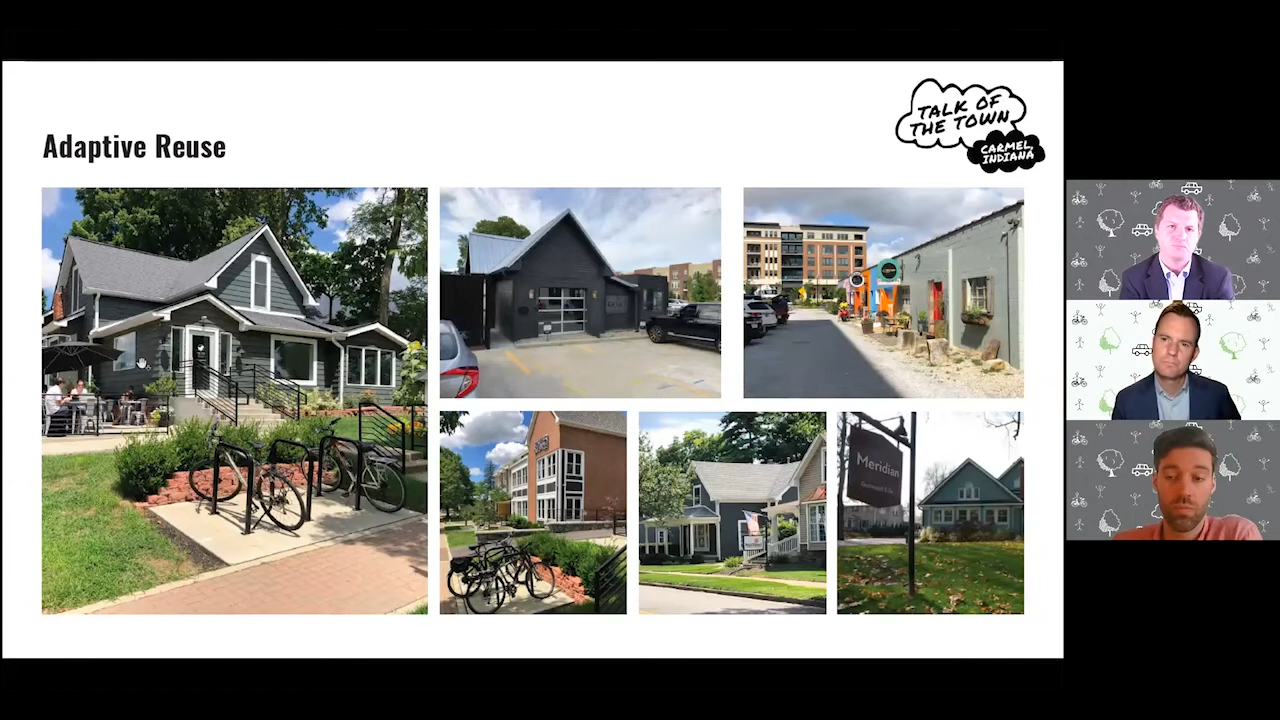 Adaptive Reuse
TALK OF
THE TOWN
CARMEL,
INDIANA
Meridian